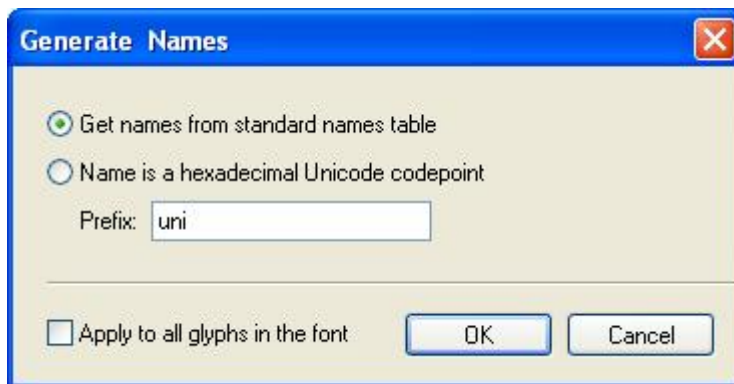 Generate Names
Get names from standard names table
Name is a hexadecimal Unicode codepoint
Prefix: uni
Apply to all glyphs in the font OK Cancel